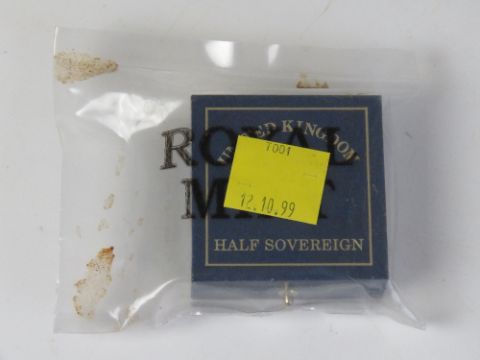 UNITED KINGDOM
ROYAL
MINT
1001
12.10.99
HALF SOVEREIGN